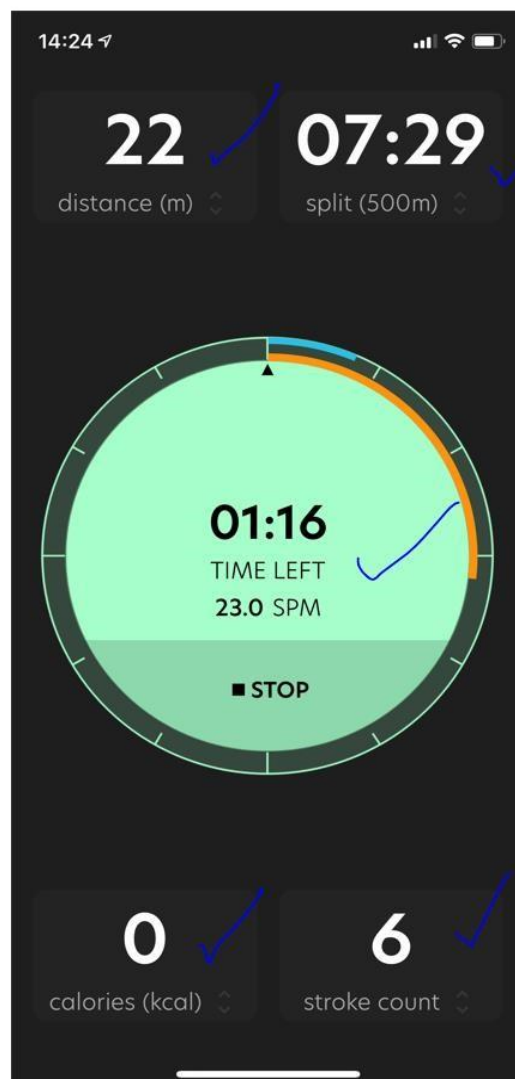 14:24
22
distance (m)
07:29
split (500m)
01:16
TIME LEFT
23.0 SPM
STOP
0
calories (kcal)
6
stroke count